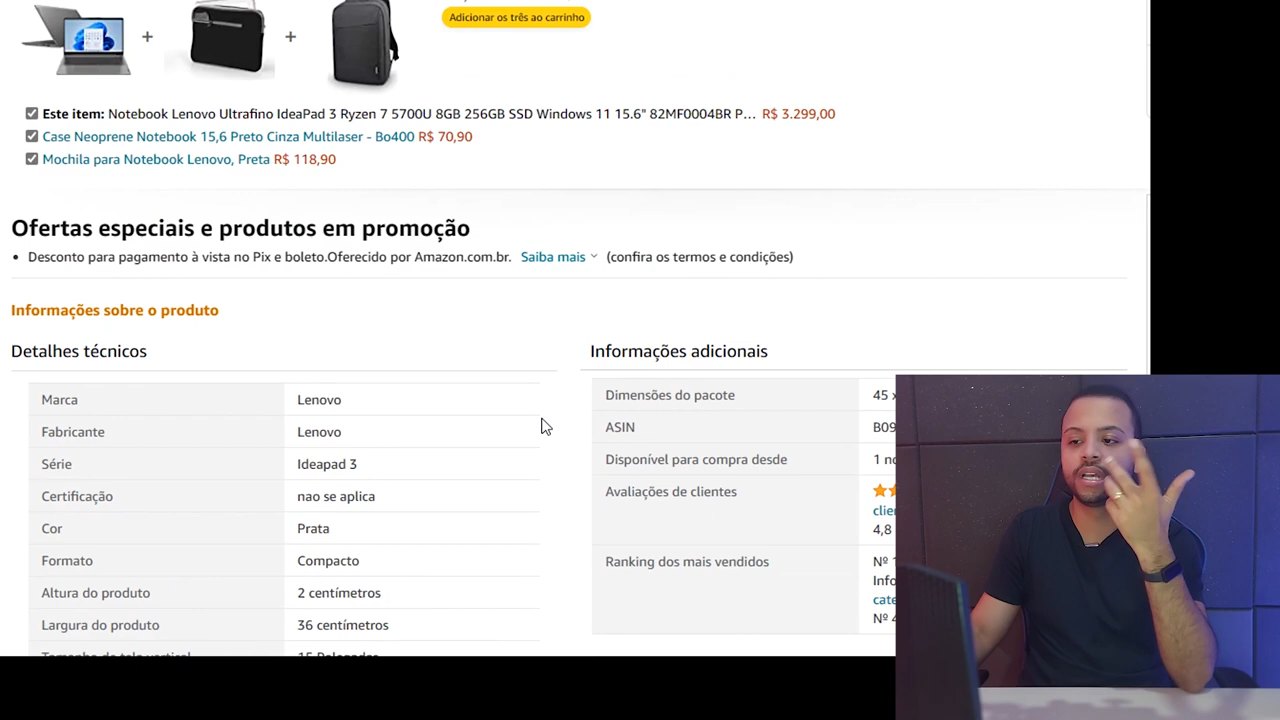 Adicionar os três ao carrinho
Este item: Notebook Lenovo Ultrafino IdeaPad 3 Ryzen 7 5700U 8GB 256GB SSD Windows 11 15.6" 82MF0004BR P... R$ 3.299,00
Case Neoprene Notebook 15,6 Preto Cinza Multilaser - Bo400 R$ 70,90
Mochila para Notebook Lenovo, Preta R$ 118,90
Ofertas especiais e produtos em promoção
Desconto para pagamento à vista no Pix e boleto.Oferecido por Amazon.com.br. Saiba mais (confira os termos e condições)
Informações sobre o produto
Detalhes técnicos
Marca Lenovo
Fabricante Lenovo
Série Ideapad 3
Certificação nao se aplica
Cor Prata
Formato Compacto
Altura do produto 2 centímetros
Largura do produto 36 centímetros
Informações adicionais
Dimensões do pacote 45
ASIN B09
Disponível para compra desde 1
Avaliações de clientes
4,8
Ranking dos mais vendidos Nº